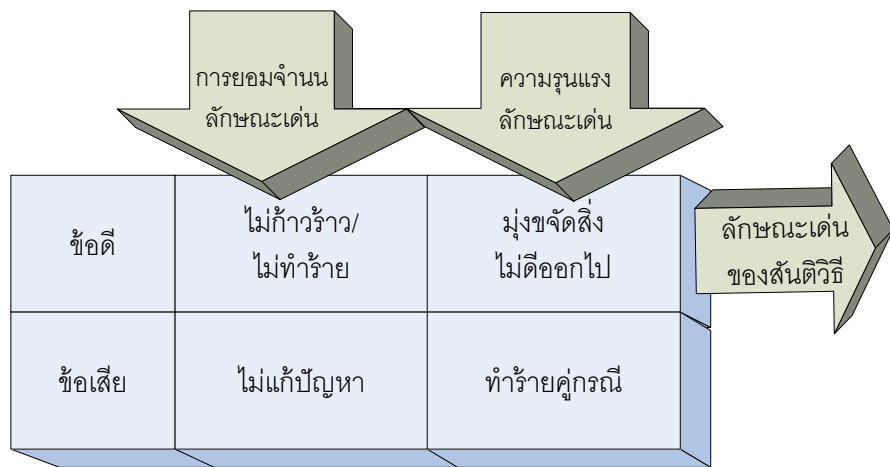 การยอมจำนน
ลักษณะเด่น
ความรุนแรง
ลักษณะเด่น
ข้อดี
ไม่ก้าวร้าว/
ไม่ทำร้าย
มุ่งขจัดสิ่ง
ไม่ดีออกไป
ลักษณะเด่น
ของสันติวิธี
ข้อเสีย
ไม่แก้ปัญหา
ทำร้ายคู่กรณี